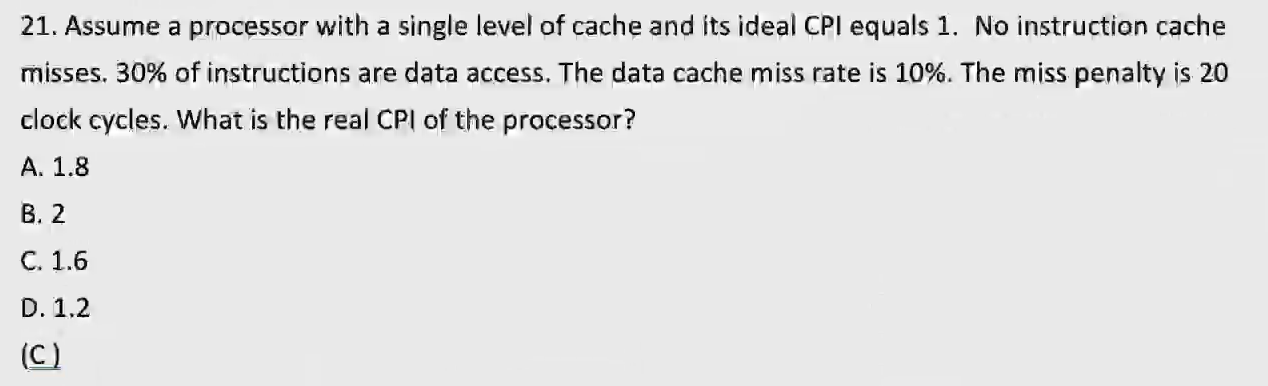 21. Assume a processor with a single level of cache and its ideal CPI equals 1. No instruction cache
misses. 30% of instructions are data access. The data cache miss rate is 10%. The miss penalty is 20
clock cycles. What is the real CPI of the processor?
A. 1.8
B. 2
C. 1.6
D. 1.2
(C)